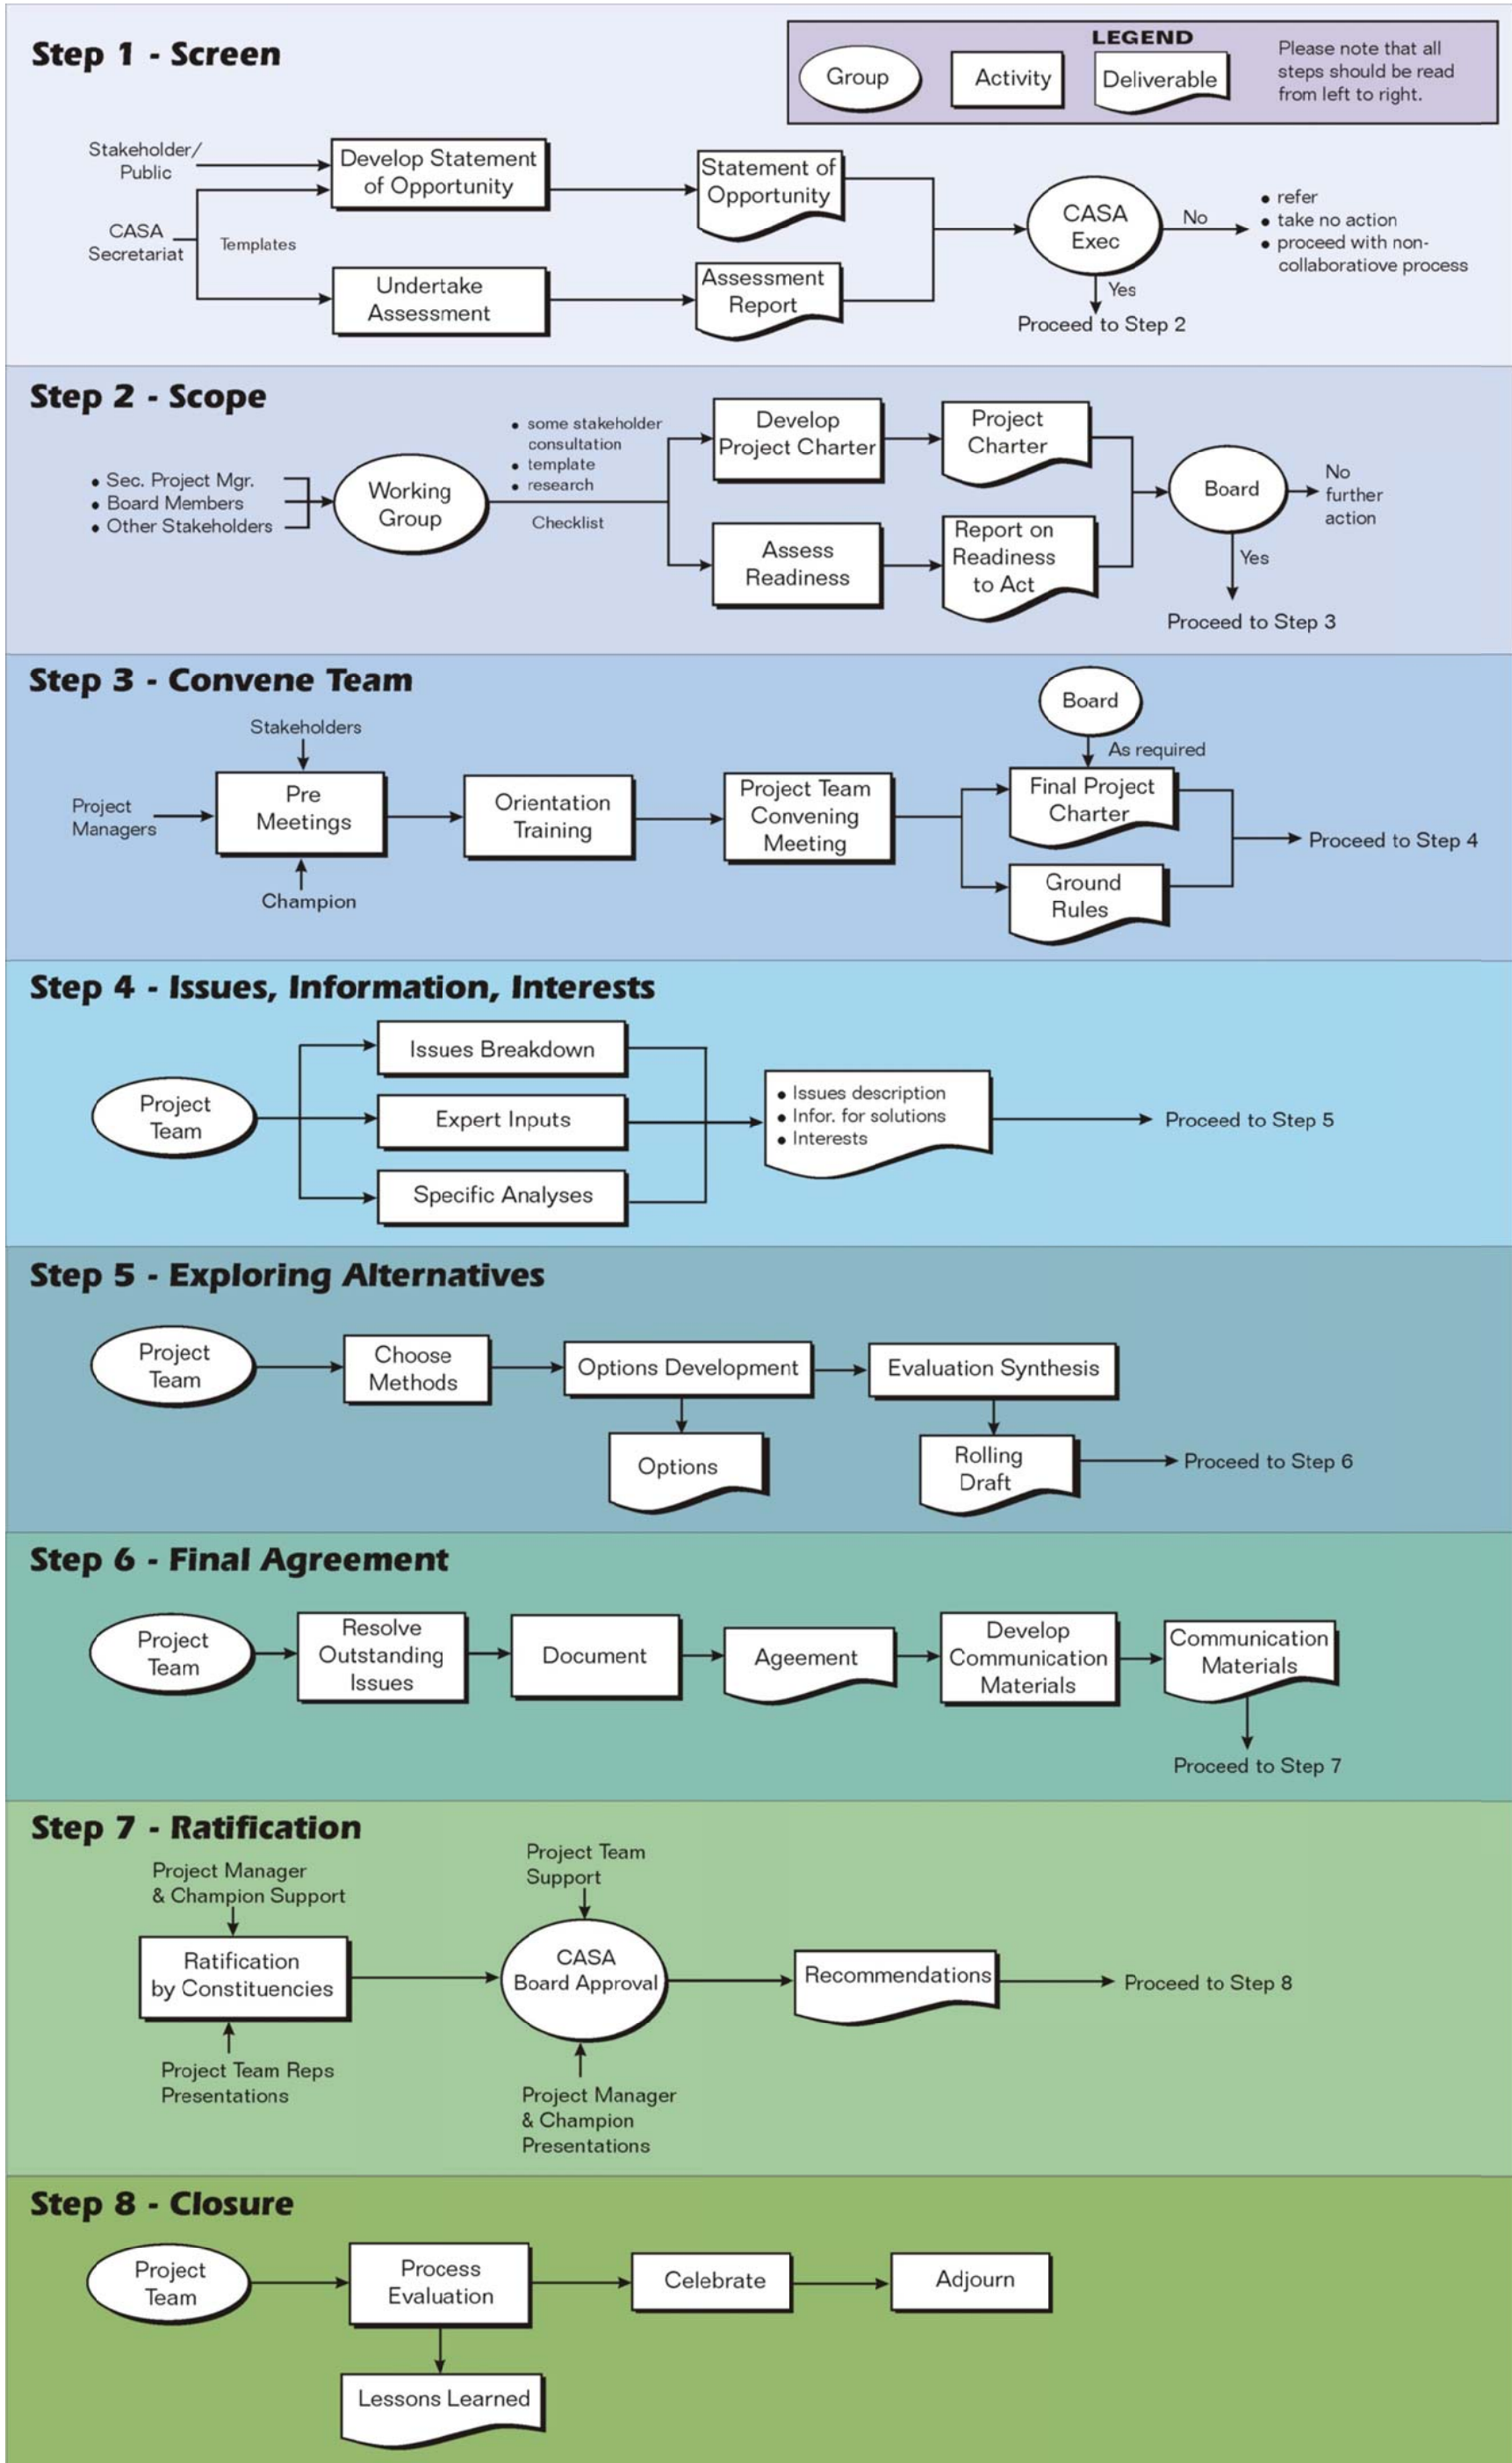 Step 1 - Screen
LEGEND
Group
Activity
Deliverable
Please note that all
steps should be read
from left to right.
Stakeholder/
Public
CASA
Secretariat
Templates
Develop Statement
of Opportunity
Undertake
Assessment
Statement of
Opportunity
Assessment
Report
CASA
Exec
No
• refer
• take no action
• proceed with non-
collaboratiove process
Yes
Proceed to Step 2
Step 2 - Scope
• Sec. Project Mgr.
• Board Members
• Other Stakeholders
Working
Group
• some stakeholder
consultation
• template
• research
Checklist
Develop
Project Charter
Assess
Readiness
Project
Charter
Report on
Readiness
to Act
Board
No
further
action
Yes
Proceed to Step 3
Step 3 - Convene Team
Stakeholders
Project
Managers
Pre
Meetings
Champion
Orientation
Training
Project Team
Convening
Meeting
Board
As required
Final Project
Charter
Ground
Rules
Proceed to Step 4
Step 4 - Issues, Information, Interests
Project
Team
Issues Breakdown
Expert Inputs
Specific Analyses
• Issues description
• Infor. for solutions
• Interests
Proceed to Step 5
Step 5 - Exploring Alternatives
Project
Team
Choose
Methods
Options Development
Options
Evaluation Synthesis
Rolling
Draft
Proceed to Step 6
Step 6 - Final Agreement
Project
Team
Resolve
Outstanding
Issues
Document
Ageement
Develop
Communication
Materials
Communication
Materials
Proceed to Step 7
Step 7 - Ratification
Project Manager
& Champion Support
Ratification
by Constituencies
Project Team Reps
Presentations
Project Team
Support
CASA
Board Approval
Project Manager
& Champion
Presentations
Recommendations
Proceed to Step 8
Step 8 - Closure
Project
Team
Process
Evaluation
Lessons Learned
Celebrate
Adjourn